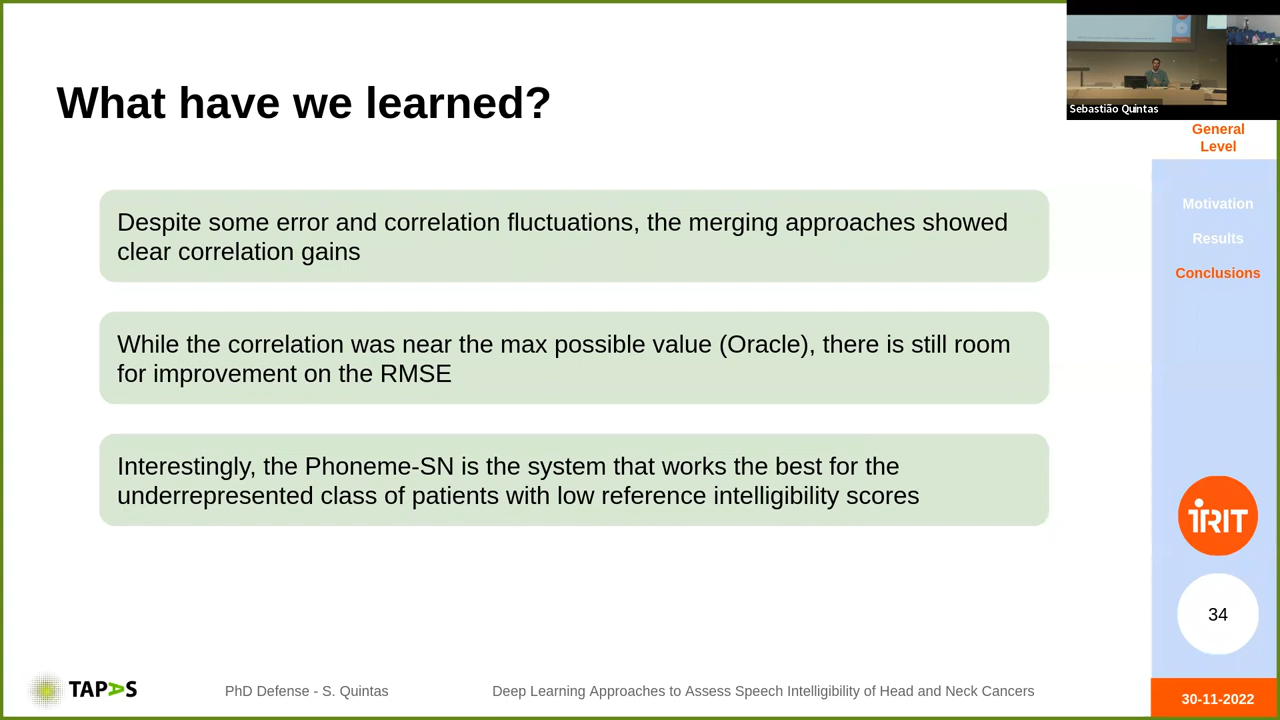 What have we learned?
Despite some error and correlation fluctuations, the merging approaches showed
clear correlation gains
While the correlation was near the max possible value (Oracle), there is still room
for improvement on the RMSE
Interestingly, the Phoneme-SN is the system that works the best for the
underrepresented class of patients with low reference intelligibility scores
Sebastião Quintas
General
Level
Motivation
Results
Conclusions
iRIT
34
TAPAS
PhD Defense - S. Quintas
Deep Learning Approaches to Assess Speech Intelligibility of Head and Neck Cancers
30-11-2022